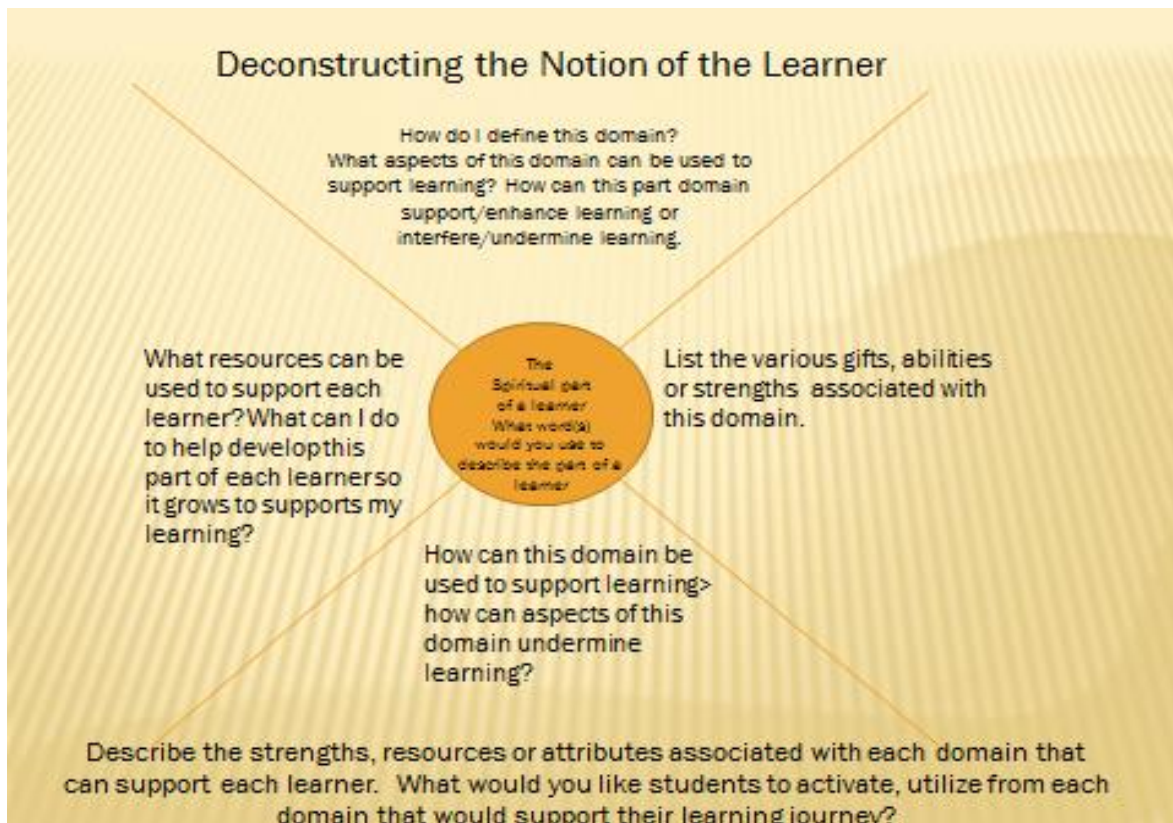 Deconstructing the Notion of the Learner
How do I define this domain?
What aspects of this domain can be used to
support learning? How can this part domain
support/enhance learning or
interfere/undermine learning.
What resources can be
used to support each
learner? What can I do
to help develop this
part of each learner so
it grows to supports my
learning?
The
Spiritual part
of a learner
What word(s)
would you use to
describe the part of a
learner
List the various gifts, abilities
or strengths associated with
this domain.
How can this domain be
used to support learning>
how can aspects of this
domain undermine
learning?
Describe the strengths, resources or attributes associated with each domain that
can support each learner. What would you like students to activate, utilize from each
domain that would support their learning journey?